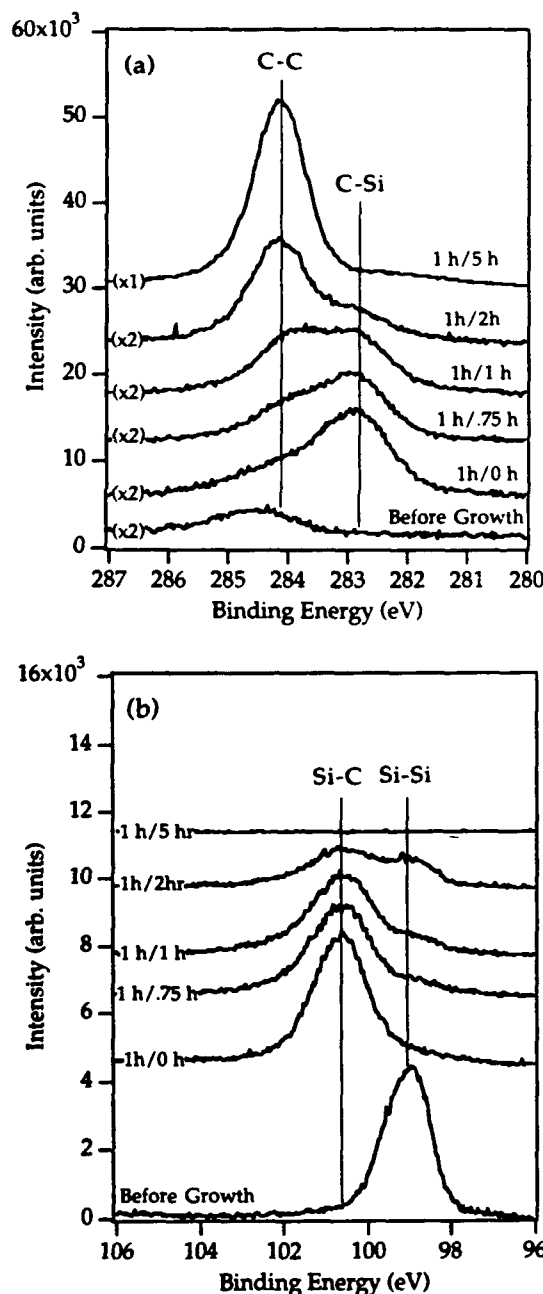 60x10³
(a)
C-C
C-Si
50
40
30
20
10
0
Intensity (arb. units)
(x1)
1 h/5 h
(x2)
1h/2h
(x2)
1h/1 h
(x2)
1 h/.75 h
(x2)
1h/0 h
(x2)
Before Growth
287 286 285 284 283 282 281 280
Binding Energy (eV)
16x10³
(b)
Si-C Si-Si
14
12
10
8
6
4
2
0
Intensity (arb. units)
1 h/5 hr
1h/2hr
1 h/1 h
1 h/.75 h
1h/0 h
Before Growth
106 104 102 100 98 96
Binding Energy (eV)